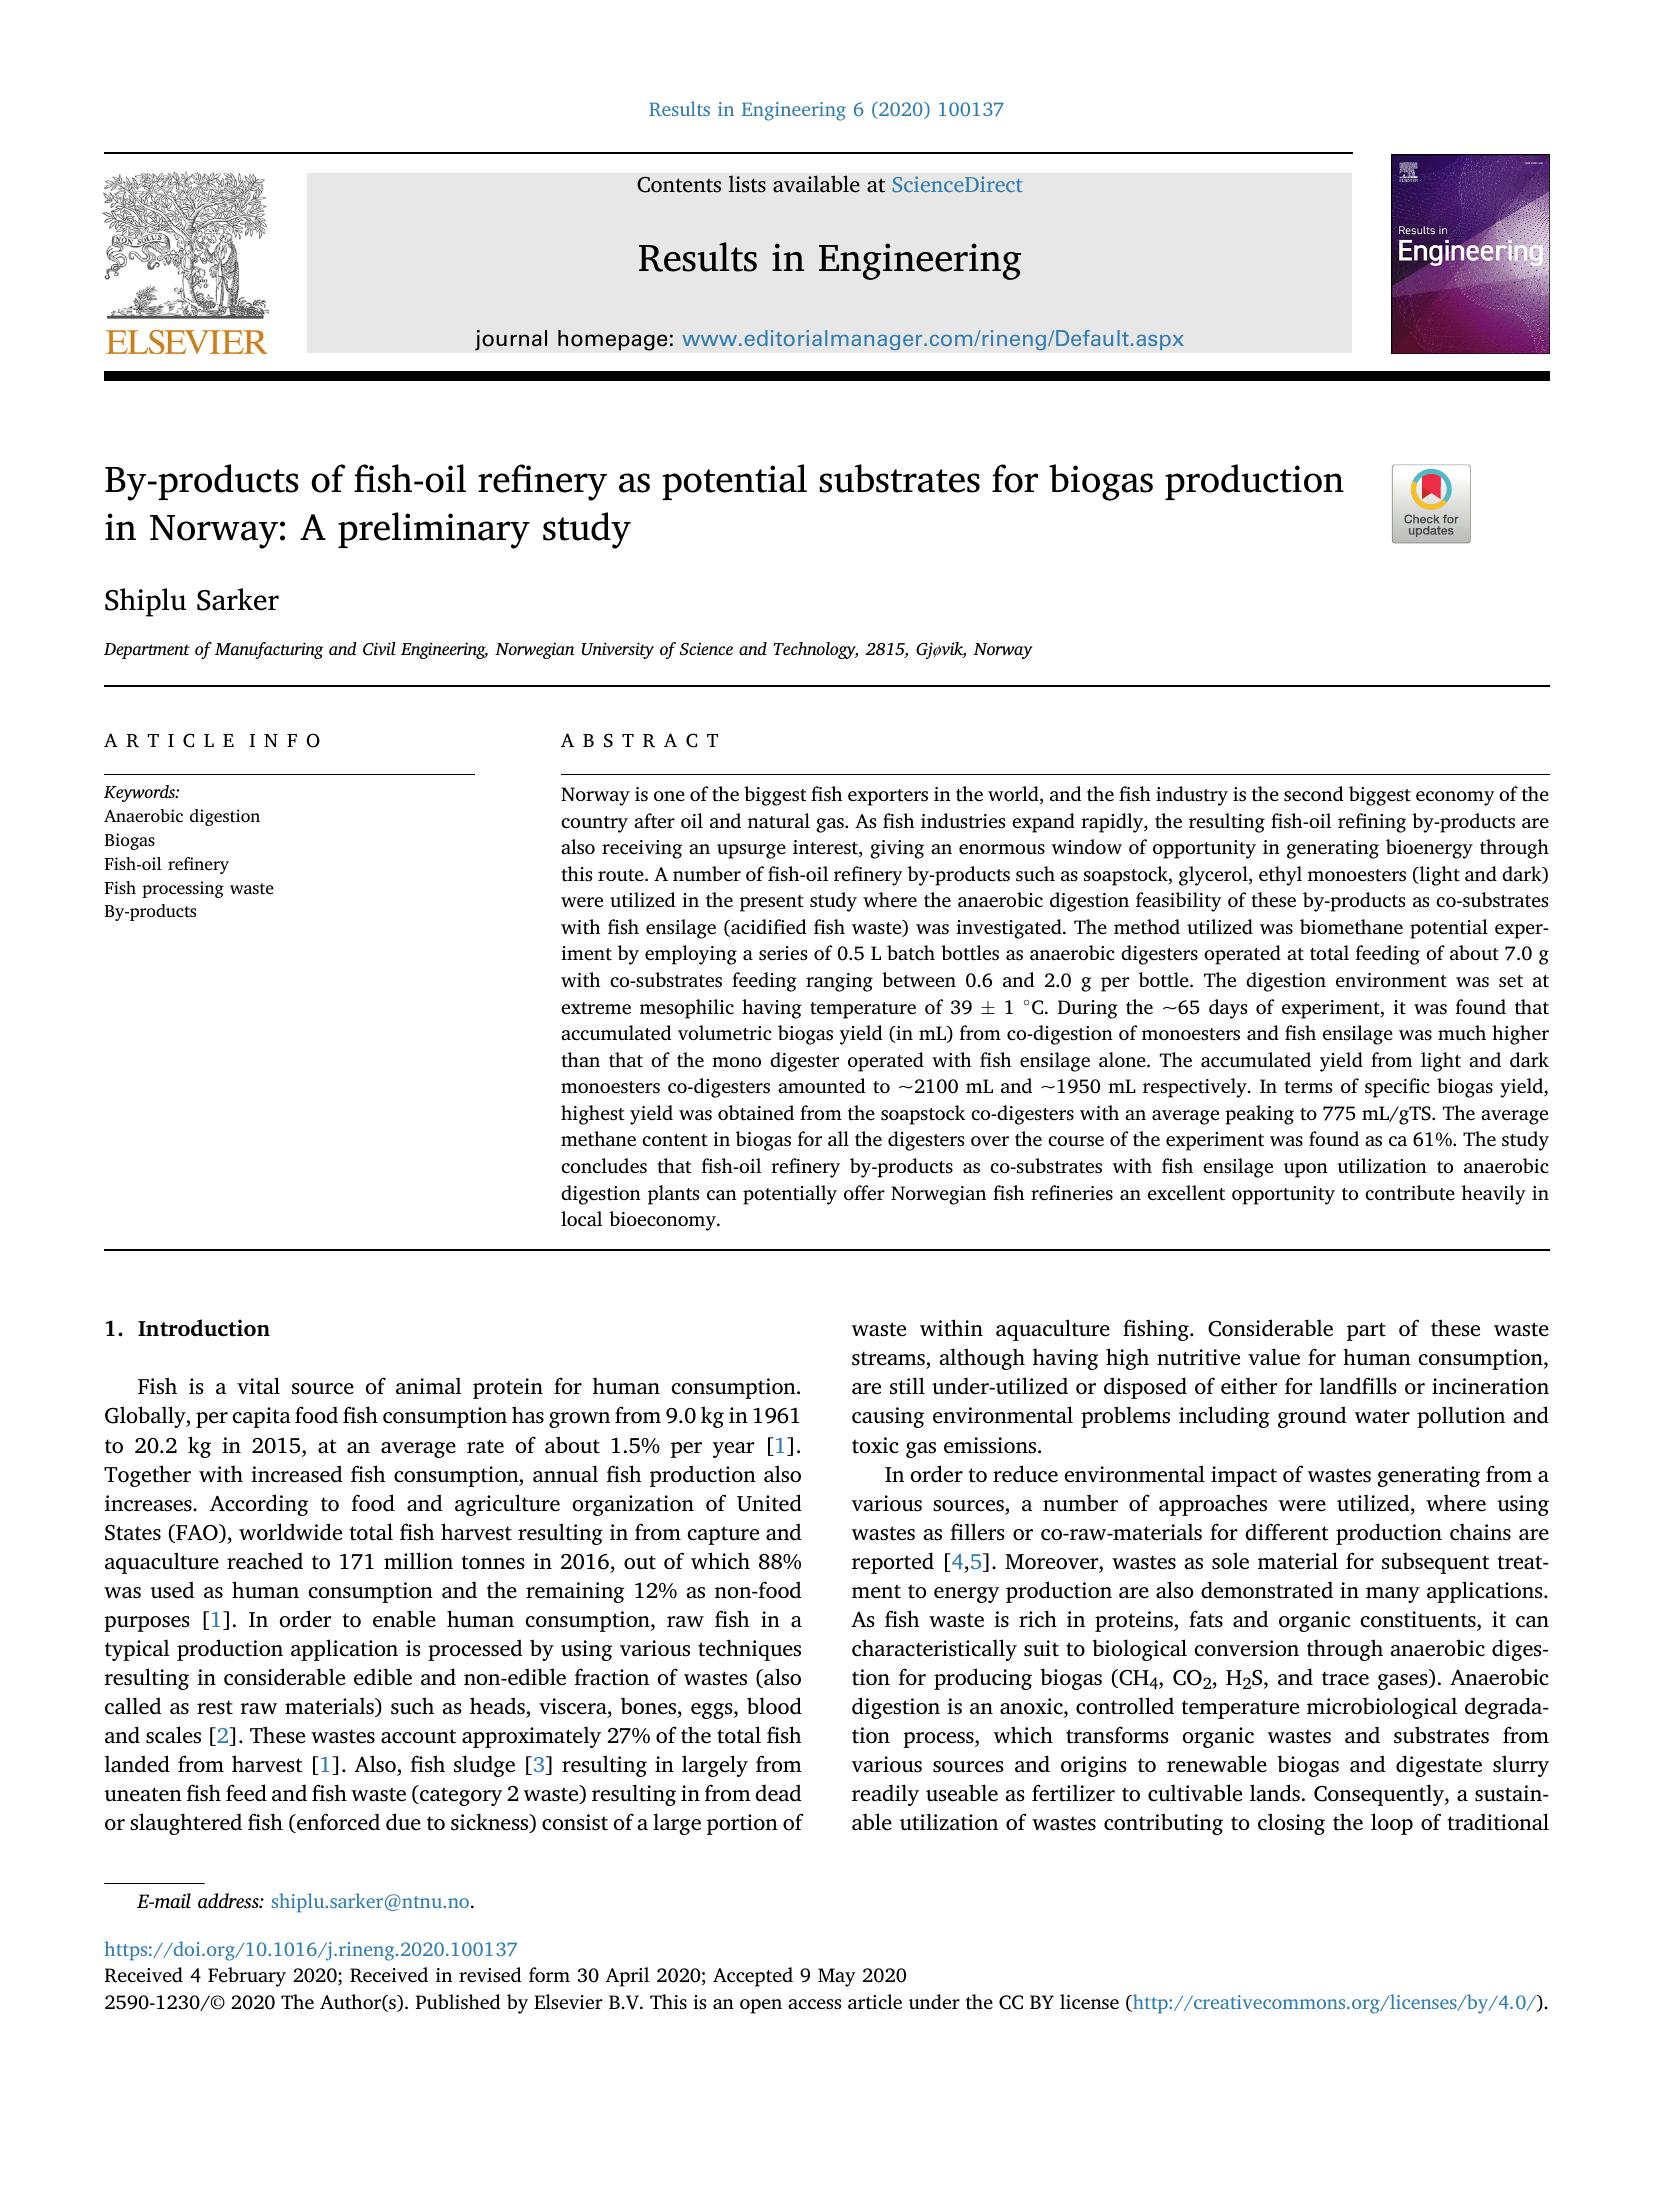 Results in Engineering 6 (2020) 100137
Contents lists available at ScienceDirect
Results in Engineering
journal homepage: www.editorialmanager.com/rineng/Default.aspx
NON SOLUS
ELSEVIER
ELSEVIER
Results in
Engineering
By-products of fish-oil refinery as potential substrates for biogas production
in Norway: A preliminary study
Check for
updates
Shiplu Sarker
Department of Manufacturing and Civil Engineering, Norwegian University of Science and Technology, 2815, Gjøvik, Norway
A R T I C L E I N F O
Keywords:
Anaerobic digestion
Biogas
Fish-oil refinery
Fish processing waste
By-products
A B S T R A C T
Norway is one of the biggest fish exporters in the world, and the fish industry is the second biggest economy of the
country after oil and natural gas. As fish industries expand rapidly, the resulting fish-oil refining by-products are
also receiving an upsurge interest, giving an enormous window of opportunity in generating bioenergy through
this route. A number of fish-oil refinery by-products such as soapstock, glycerol, ethyl monoesters (light and dark)
were utilized in the present study where the anaerobic digestion feasibility of these by-products as co-substrates
with fish ensilage (acidified fish waste) was investigated. The method utilized was biomethane potential exper-
iment by employing a series of 0.5 L batch bottles as anaerobic digesters operated at total feeding of about 7.0 g
with co-substrates feeding ranging between 0.6 and 2.0 g per bottle. The digestion environment was set at
extreme mesophilic having temperature of 39 ± 1 °C. During the ~65 days of experiment, it was found that
accumulated volumetric biogas yield (in mL) from co-digestion of monoesters and fish ensilage was much higher
than that of the mono digester operated with fish ensilage alone. The accumulated yield from light and dark
monoesters co-digesters amounted to ~2100 mL and ~1950 mL respectively. In terms of specific biogas yield,
highest yield was obtained from the soapstock co-digesters with an average peaking to 775 mL/gTS. The average
methane content in biogas for all the digesters over the course of the experiment was found as ca 61%. The study
concludes that fish-oil refinery by-products as co-substrates with fish ensilage upon utilization to anaerobic
digestion plants can potentially offer Norwegian fish refineries an excellent opportunity to contribute heavily in
local bioeconomy.
1. Introduction
Fish is a vital source of animal protein for human consumption.
Globally, per capita food fish consumption has grown from 9.0 kg in 1961
to 20.2 kg in 2015, at an average rate of about 1.5% per year [1].
Together with increased fish consumption, annual fish production also
increases. According to food and agriculture organization of United
States (FAO), worldwide total fish harvest resulting in from capture and
aquaculture reached to 171 million tonnes in 2016, out of which 88%
was used as human consumption and the remaining 12% as non-food
purposes [1]. In order to enable human consumption, raw fish in a
typical production application is processed by using various techniques
resulting in considerable edible and non-edible fraction of wastes (also
called as rest raw materials) such as heads, viscera, bones, eggs, blood
and scales [2]. These wastes account approximately 27% of the total fish
landed from harvest [1]. Also, fish sludge [3] resulting in largely from
uneaten fish feed and fish waste (category 2 waste) resulting in from dead
or slaughtered fish (enforced due to sickness) consist of a large portion of
waste within aquaculture fishing. Considerable part of these waste
streams, although having high nutritive value for human consumption,
are still under-utilized or disposed of either for landfills or incineration
causing environmental problems including ground water pollution and
toxic gas emissions.
In order to reduce environmental impact of wastes generating from a
various sources, a number of approaches were utilized, where using
wastes as fillers or co-raw-materials for different production chains are
reported [4,5]. Moreover, wastes as sole material for subsequent treat-
ment to energy production are also demonstrated in many applications.
As fish waste is rich in proteins, fats and organic constituents, it can
characteristically suit to biological conversion through anaerobic diges-
tion for producing biogas (CH₄, CO₂, H₂S, and trace gases). Anaerobic
digestion is an anoxic, controlled temperature microbiological degrada-
tion process, which transforms organic wastes and substrates from
various sources and origins to renewable biogas and digestate slurry
readily useable as fertilizer to cultivable lands. Consequently, a sustain-
able utilization of wastes contributing to closing the loop of traditional
E-mail address: shiplu.sarker@ntnu.no.
https://doi.org/10.1016/j.rineng.2020.100137
Received 4 February 2020; Received in revised form 30 April 2020; Accepted 9 May 2020
2590-1230/© 2020 The Author(s). Published by Elsevier B.V. This is an open access article under the CC BY license (http://creativecommons.org/licenses/by/4.0/).